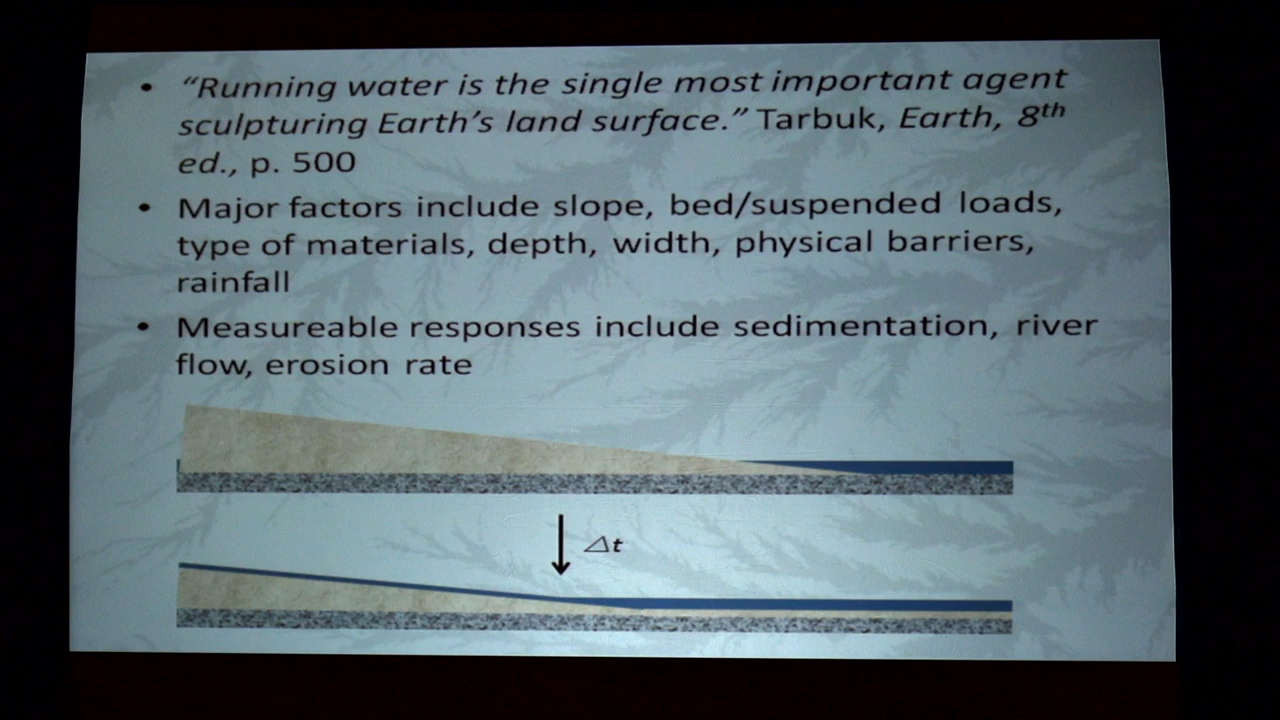 • “Running water is the single most important agent
sculpturing Earth’s land surface.” Tarbuk, Earth, 8th
ed., p. 500
• Major factors include slope, bed/suspended loads,
type of materials, depth, width, physical barriers,
rainfall
• Measureable responses include sedimentation, river
flow, erosion rate
Δt